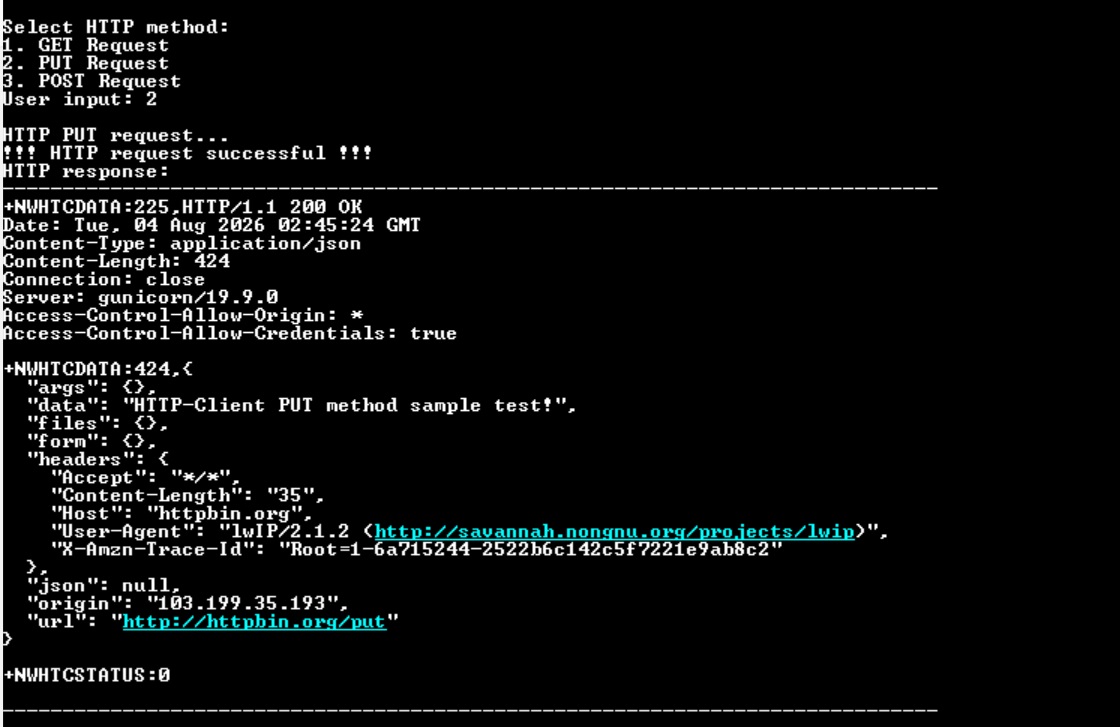 Select HTTP method:
1. GET Request
2. PUT Request
3. POST Request
User input: 2
HTTP PUT request...
!!! HTTP request successful !!!
HTTP response:
------------------------------------------------------------------------------
+NWHTCDATA:225,HTTP/1.1 200 OK
Date: Tue, 04 Aug 2026 02:45:24 GMT
Content-Type: application/json
Content-Length: 424
Connection: close
Server: gunicorn/19.9.0
Access-Control-Allow-Origin: *
Access-Control-Allow-Credentials: true
+NWHTCDATA:424,{
  "args": {},
  "data": "HTTP-Client PUT method sample test!",
  "files": {},
  "form": {},
  "headers": {
    "Accept": "*/*",
    "Content-Length": "35",
    "Host": "httpbin.org",
    "User-Agent": "lwIP/2.1.2 (http://savannah.nongnu.org/projects/lwip)",
    "X-Amzn-Trace-Id": "Root=1-6a715244-2522b6c142c5f7221e9ab8c2"
  },
  "json": null,
  "origin": "103.199.35.193",
  "url": "http://httpbin.org/put"
}
+NWHTCSTATUS:0
------------------------------------------------------------------------------